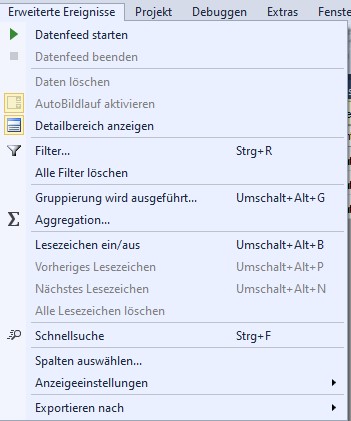 Erweiterte Ereignisse Projekt Debuggen Extras Fenste
Datenfeed starten
Datenfeed beenden
Daten löschen
AutoBildlauf aktivieren
Detailbereich anzeigen
Filter... Strg+R
Alle Filter löschen
Gruppierung wird ausgeführt... Umschalt+Alt+G
Aggregation...
Lesezeichen ein/aus Umschalt+Alt+B
Vorheriges Lesezeichen Umschalt+Alt+P
Nächstes Lesezeichen Umschalt+Alt+N
Alle Lesezeichen löschen
Schnellsuche Strg+F
Spalten auswählen...
Anzeigeeinstellungen
Exportieren nach